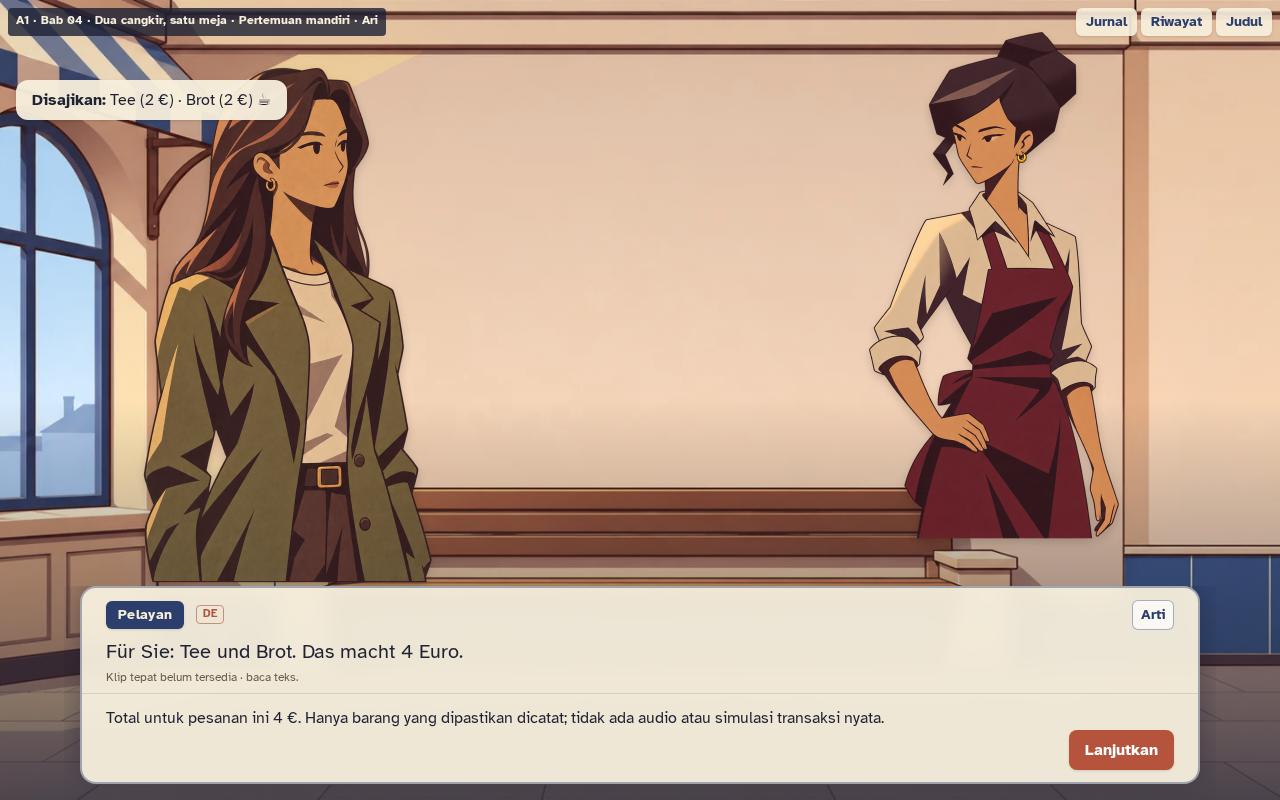 A1 · Bab 04 · Dua cangkir, satu meja · Pertemuan mandiri · Ari
Jurnal
Riwayat
Judul
Disajikan: Tee (2 €) · Brot (2 €) ☕
Pelayan
DE
Arti
Für Sie: Tee und Brot. Das macht 4 Euro.
Klip tepat belum tersedia · baca teks.
Total untuk pesanan ini 4 €. Hanya barang yang dipastikan dicatat; tidak ada audio atau simulasi transaksi nyata.
Lanjutkan